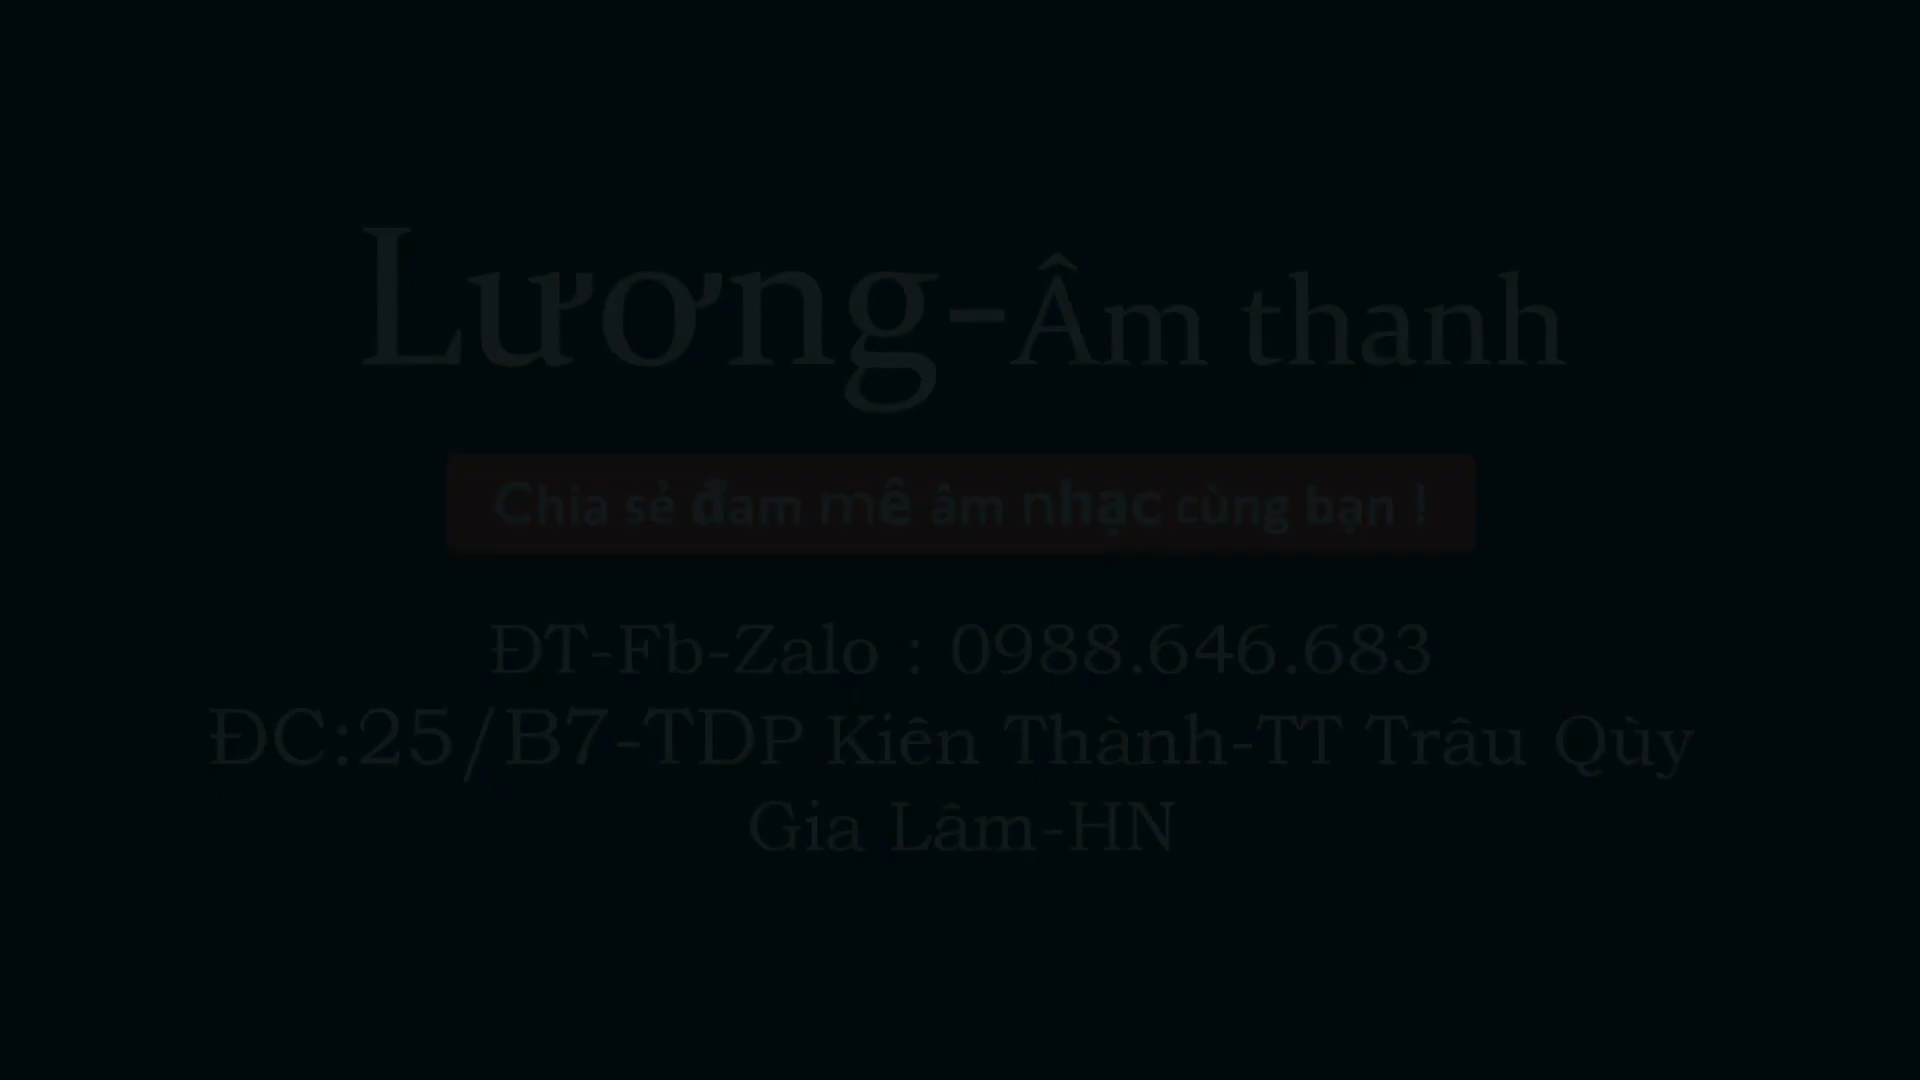 Lương-Âm thanh
Chia sẻ đam mê âm nhạc cùng bạn !
ĐT-Fb-Zalo : 0988.646.683
ĐC:25/B7-TDP Kiên Thành-TT Trâu Qùy
Gia Lâm-HN